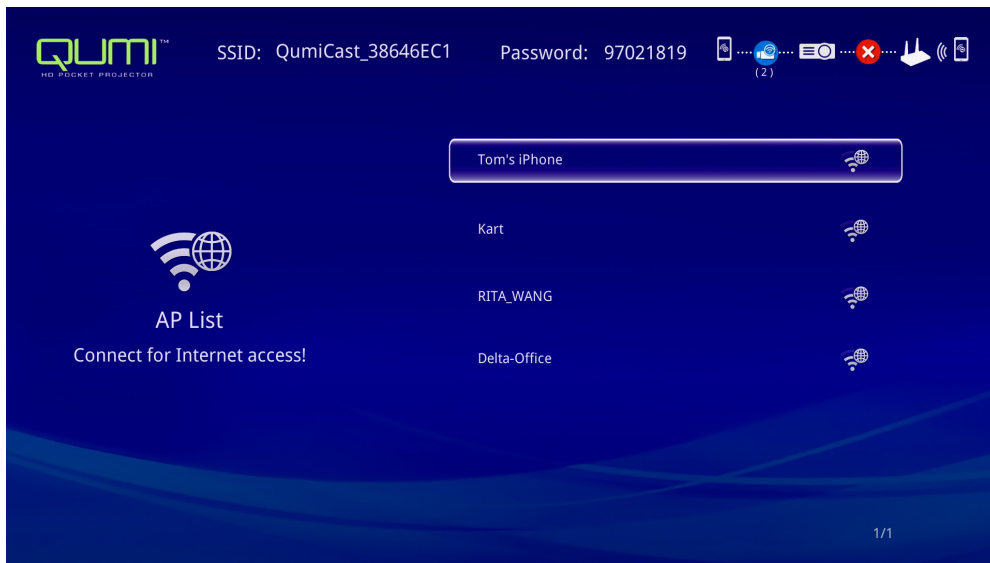 QUMI™
HD POCKET PROJECTOR
SSID: QumiCast_38646EC1
Password: 97021819
(2)
Tom's iPhone
Kart
RITA_WANG
Delta-Office
AP List
Connect for Internet access!
1/1